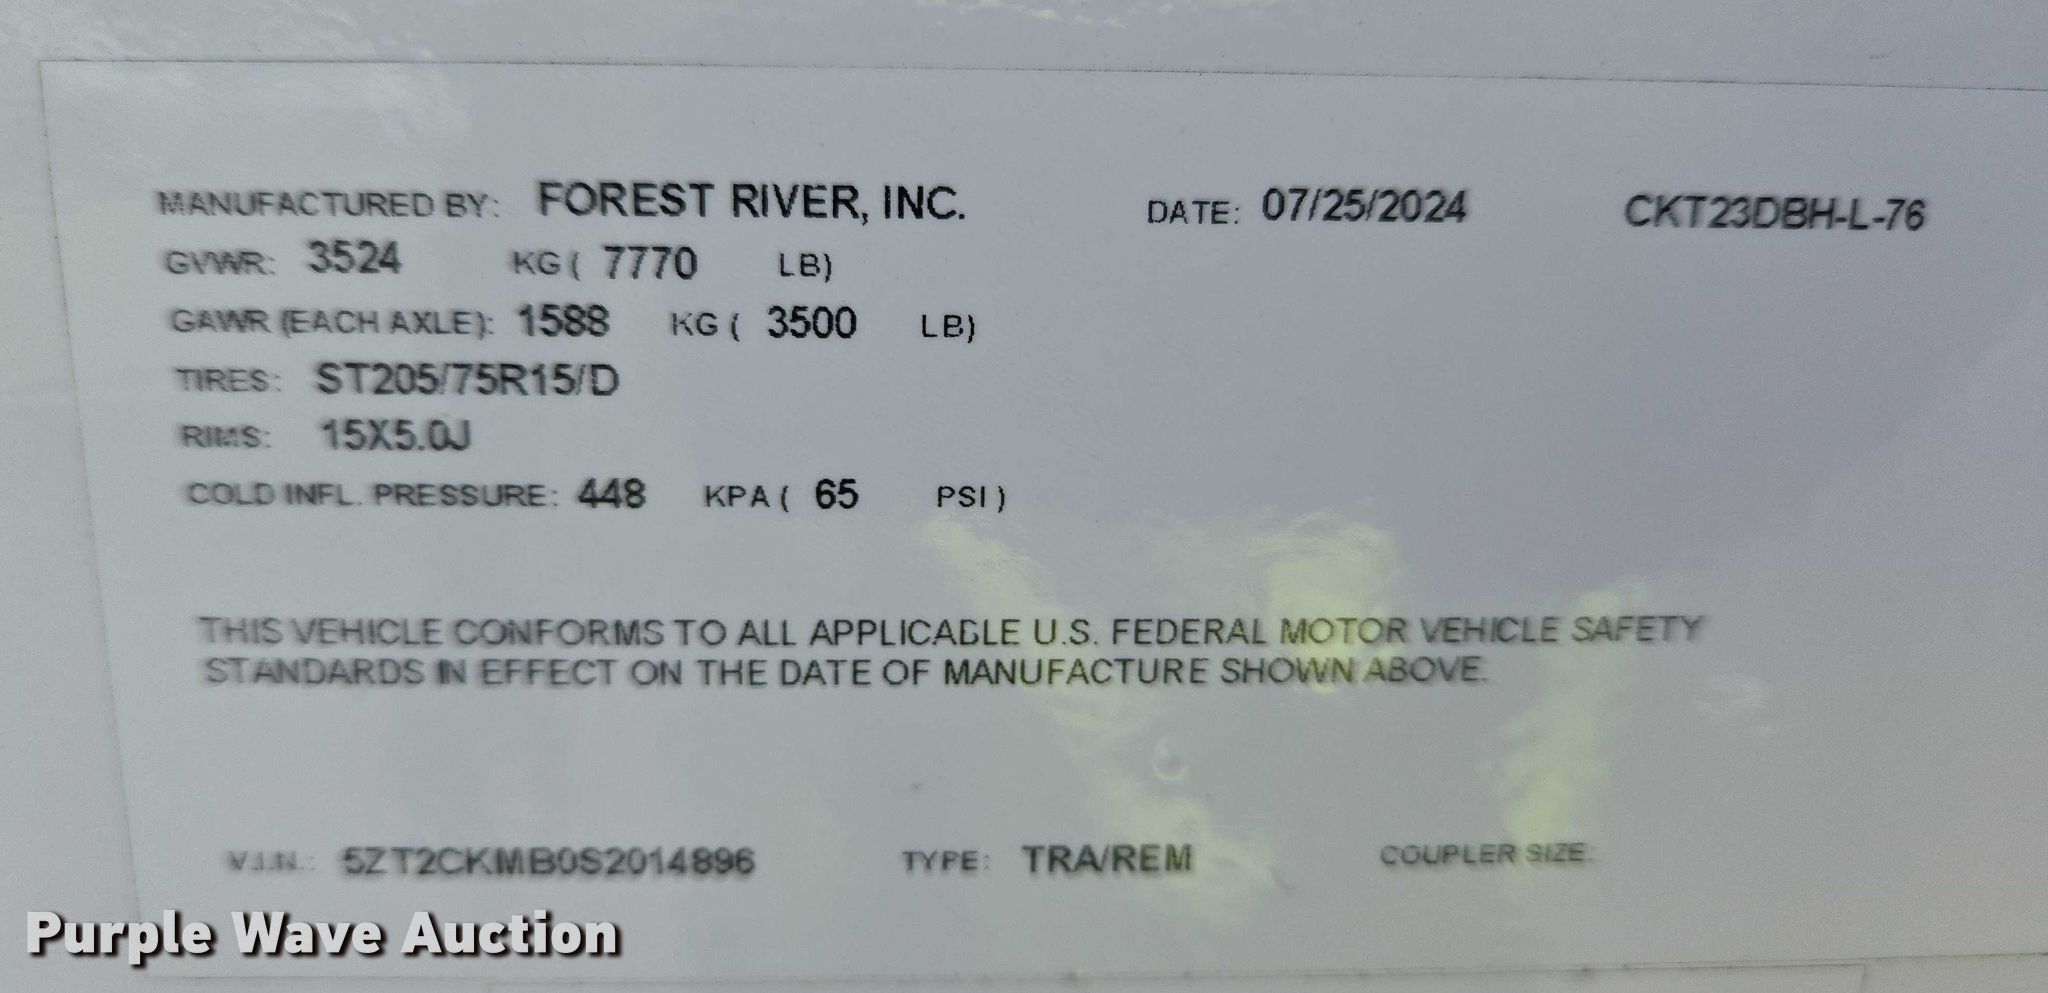 MANUFACTURED BY: FOREST RIVER, INC. DATE: 07/25/2024 CKT23DBH-L-76
GVWR: 3524 KG ( 7770 LB)
GAWR (EACH AXLE): 1588 KG ( 3500 LB)
TIRES: ST205/75R15/D
RIMS: 15X5.0J
COLD INFL. PRESSURE: 448 KPA ( 65 PSI )
THIS VEHICLE CONFORMS TO ALL APPLICABLE U.S. FEDERAL MOTOR VEHICLE SAFETY
STANDARDS IN EFFECT ON THE DATE OF MANUFACTURE SHOWN ABOVE.
V.I.N.: 5ZT2CKMB0S2014896 TYPE: TRA/REM COUPLER SIZE:
Purple Wave Auction